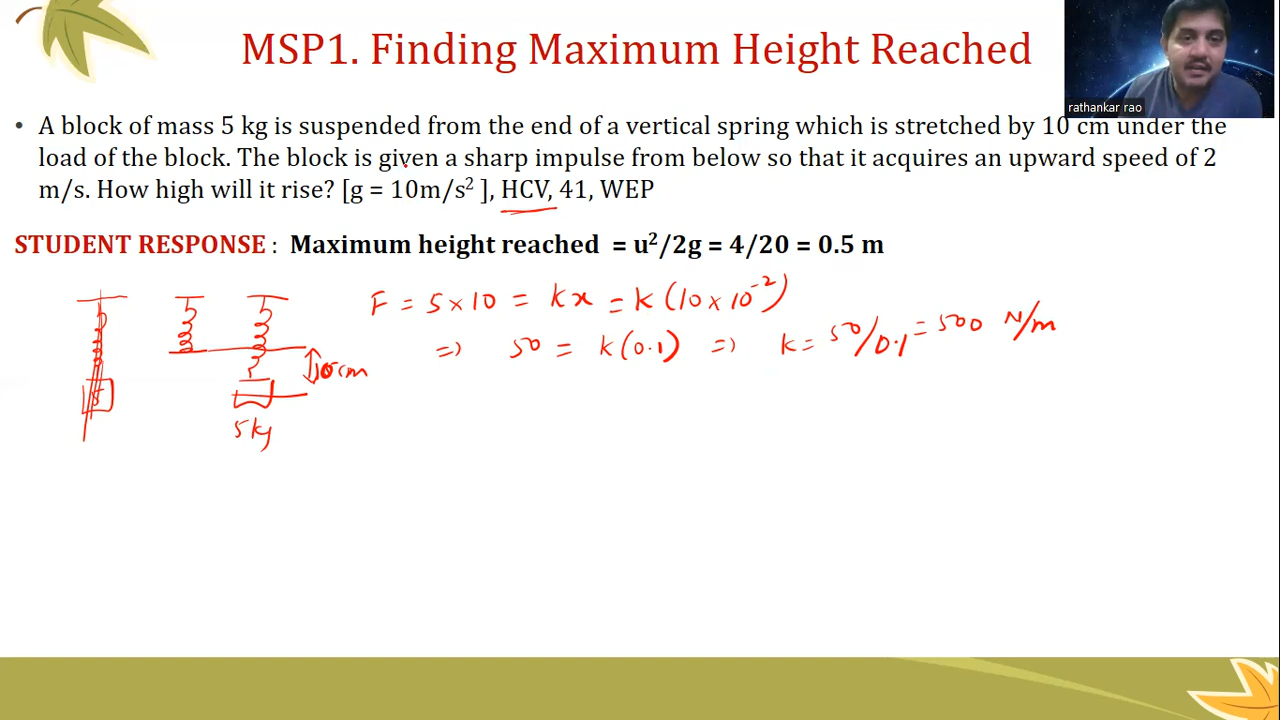 MSP1. Finding Maximum Height Reached
rathankar rao
• A block of mass 5 kg is suspended from the end of a vertical spring which is stretched by 10 cm under the
load of the block. The block is given a sharp impulse from below so that it acquires an upward speed of 2
m/s. How high will it rise? [g = 10m/s² ], HCV, 41, WEP
STUDENT RESPONSE : Maximum height reached = u²/2g = 4/20 = 0.5 m
F = 5 × 10 = kx = k (10 × 10⁻²)
⇒ 50 = k(0.1) ⇒ k = 50/0.1 = 500 N/m
10 cm
5 kg